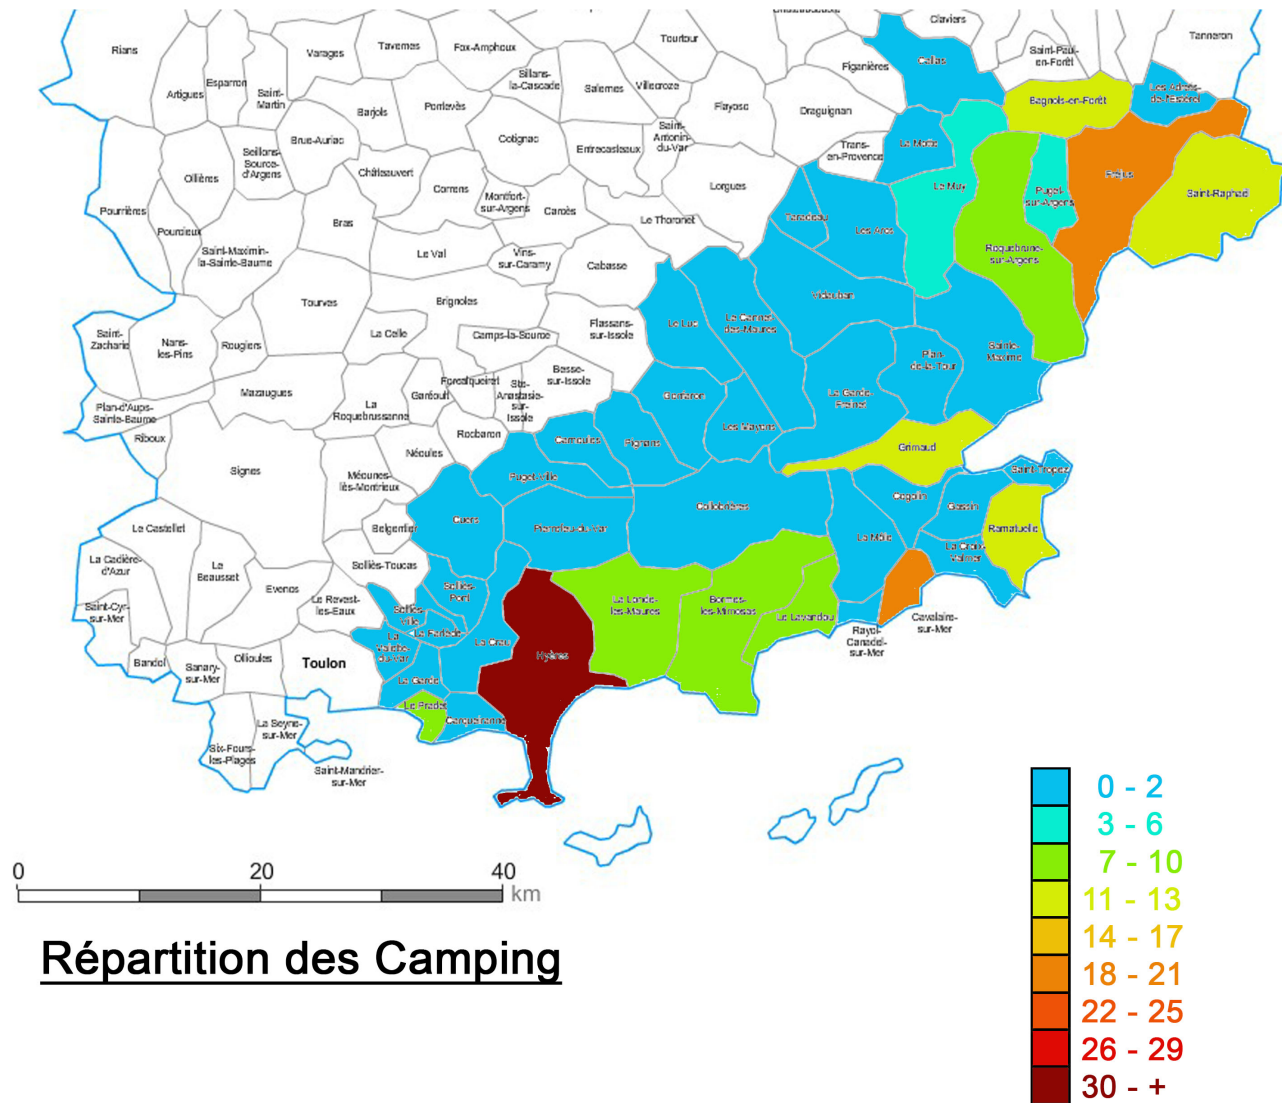 Claviers
Tanneron
Rians
Varages
Tavernes
Fox-Amphoux
Tourtour
Callas
Saint-Paul-
en-Forêt
Figanières
Artigues
Esparron
Saint-
Martin
Sillans-
la-Cascade
Salernes
Villecroze
Flayosc
Draguignan
Bagnols-en-Forêt
Les Adrets-
de-l'Estérel
Barjols
Pontevès
Cotignac
Saint-
Antonin-
du-Var
Entrecasteaux
Trans-
en-Provence
La Motte
Brue-Auriac
Seillons-
Source-
d'Argens
Ollières
Châteauvert
Correns
Montfort-
sur-Argens
Carcès
Lorgues
Le Muy
Puget-
sur-Argens
Fréjus
Saint-Raphaël
Pourrières
Pourcieux
Bras
Le Thoronet
Taradeau
Les Arcs
Roquebrune-
sur-Argens
Saint-Maximin-
la-Sainte-Baume
Le Val
Vins-
sur-Caramy
Cabasse
Vidauban
Tourves
Brignoles
Saint-
Zacharie
Nans-
les-Pins
Rougiers
La Celle
Camps-la-Source
Flassans-
sur-Issole
Le Luc
Le Cannet-
des-Maures
Sainte-
Maxime
Plan-
de-la-Tour
Mazaugues
La
Roquebrussanne
Garéoult
Forcalqueiret
Ste-
Anastasie-
sur-
Issole
Besse-
sur-Issole
Gonfaron
La Garde
Freinet
Plan-d'Aups-
Sainte-Baume
Riboux
Rocbaron
Néoules
Carnoules
Pignans
Les Mayons
Grimaud
Signes
Méounes-
lès-Montrieux
Puget-ville
Cogolin
Saint-Tropez
Gassin
Ramatuelle
Le Castellet
Belgentier
Cuers
Pierrefeu-du-var
Collobrières
La Môle
La Croix
Valmer
La Cadière-
d'Azur
Le
Beausset
Evenos
Solliès-Toucas
Solliès-
Pont
Saint-Cyr-
sur-Mer
Le Revest-
les-Eaux
Solliès-
ville
La Farlède
La Londe-
les-Maures
Bormes-
les-Mimosas
Le Lavandou
Rayol-
Canadel-
sur-Mer
Cavalaire-
sur-Mer
Bandol
Sanary-
sur-Mer
Ollioules
Toulon
La
Valette-
du-var
La Crau
Hyères
La Garde
Le Pradet
Carqueiranne
La Seyne-
sur-Mer
Six-Fours-
les-Plages
Saint-Mandrier-
sur-Mer
0 20 40
km
Répartition des Camping
0 - 2
3 - 6
7 - 10
11 - 13
14 - 17
18 - 21
22 - 25
26 - 29
30 - +